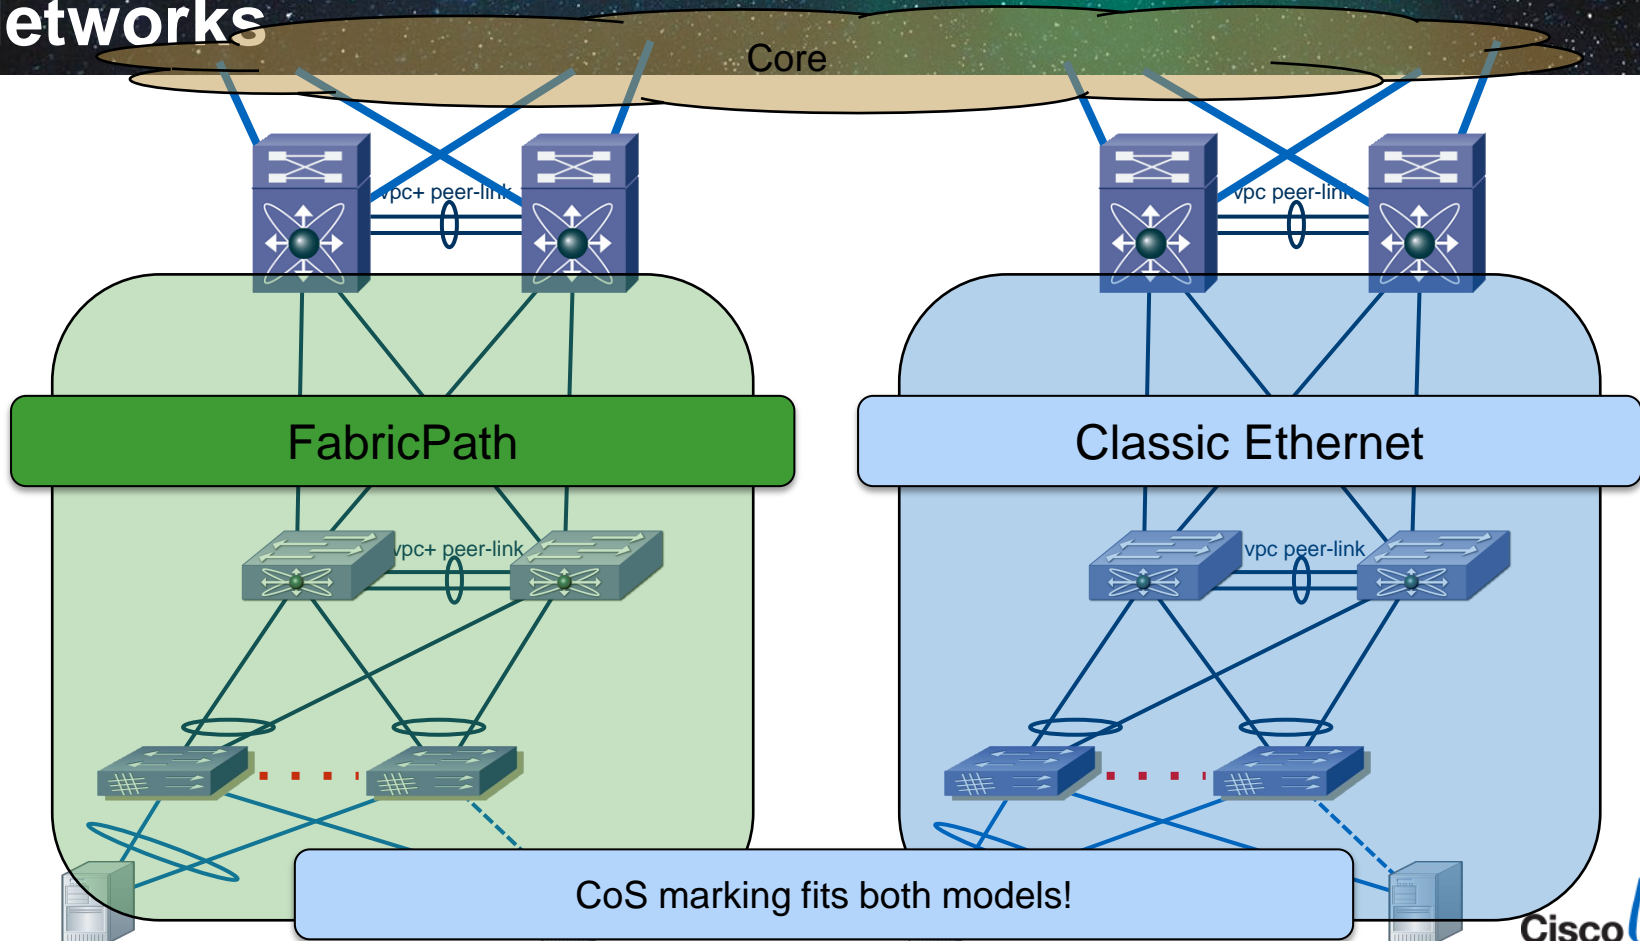 etworks
Core
vpc+ peer-link
vpc peer-link
FabricPath
Classic Ethernet
vpc+ peer-link
vpc peer-link
CoS marking fits both models!
Cisco